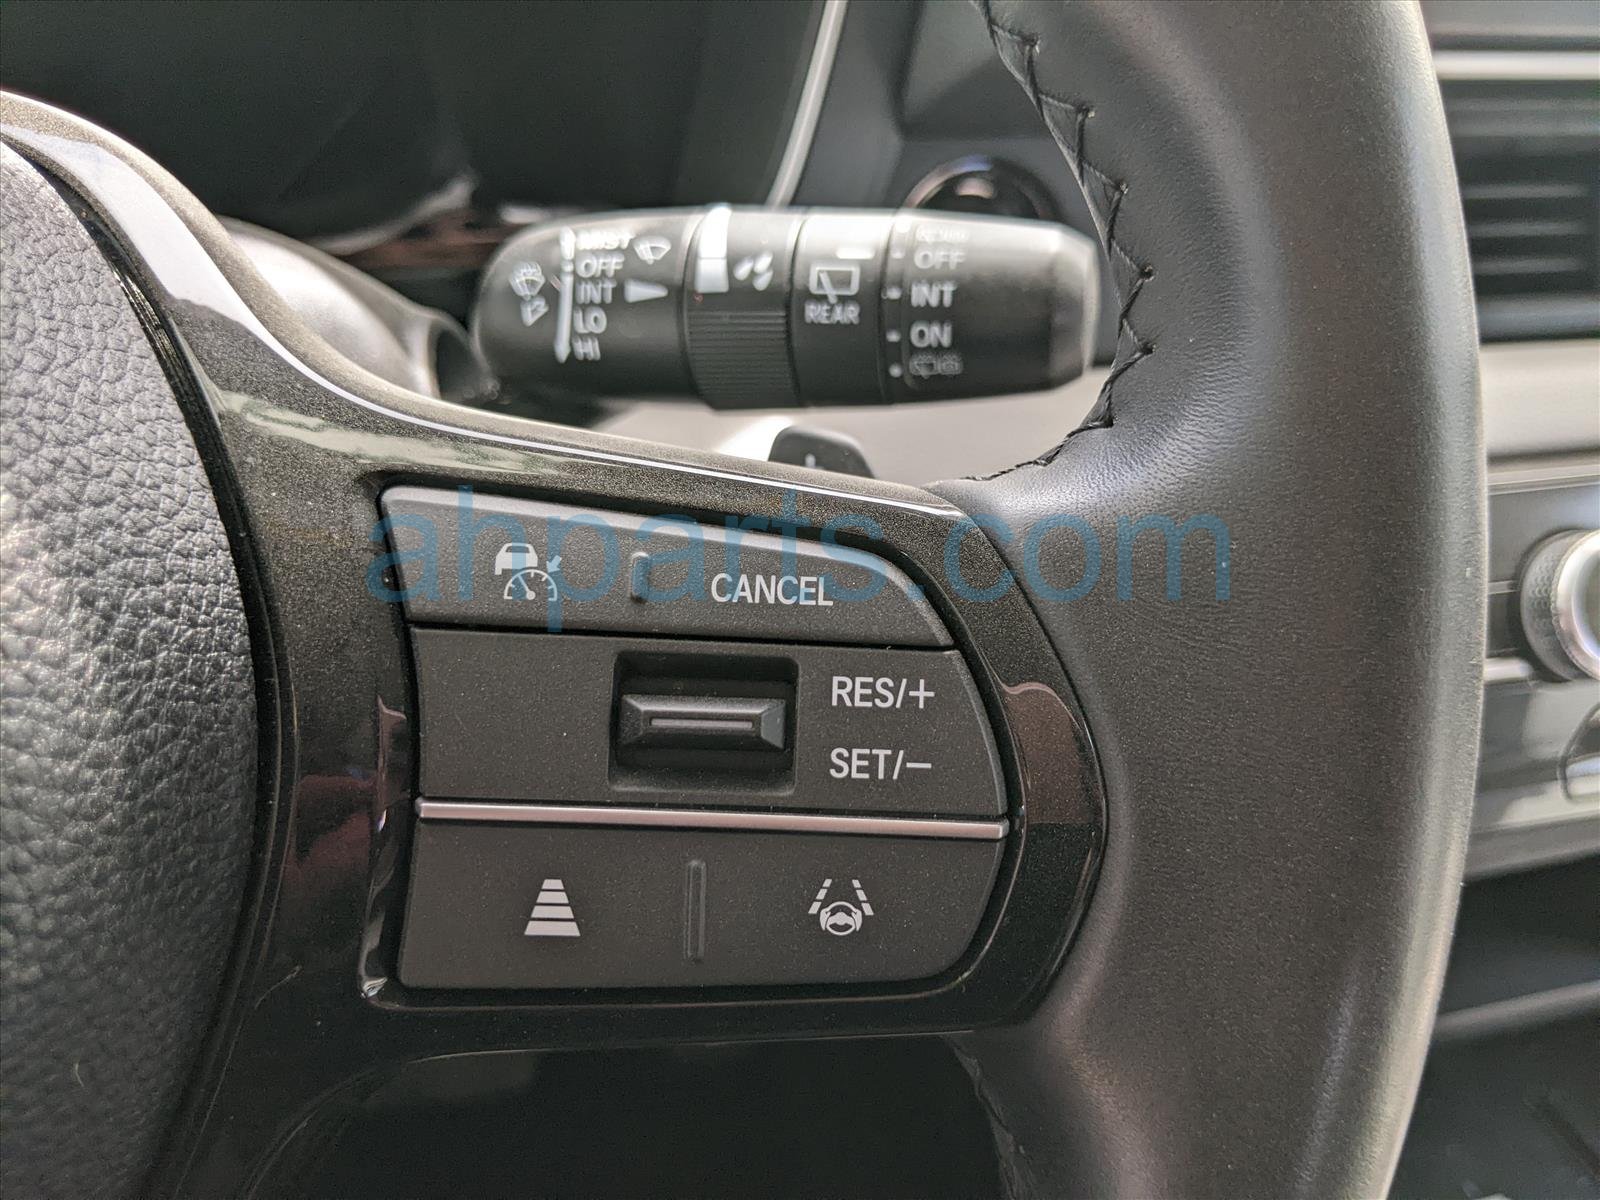 MIST
OFF
INT
LO
HI
REAR
OFF
INT
ON
ahparts.com
CANCEL
RES/+
SET/−